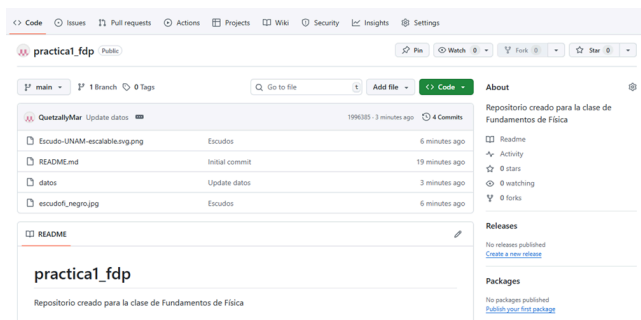 Code Issues Pull requests Actions Projects Wiki Security Insights Settings
practica1_fdp Public Pin Watch 0 Fork 0 Star 0
main 1 Branch 0 Tags Go to file t Add file Code
QuetzallyMar Update datos 1996385 · 3 minutes ago 4 Commits
Escudo-UNAM-escalable.svg.png Escudos 6 minutes ago
README.md Initial commit 19 minutes ago
datos Update datos 3 minutes ago
escudofi_negro.jpg Escudos 6 minutes ago
README
practica1_fdp
Repositorio creado para la clase de Fundamentos de Física
About
Repositorio creado para la clase de
Fundamentos de Física
Readme
Activity
0 stars
0 watching
0 forks
Releases
No releases published
Create a new release
Packages
No packages published
Publish your first package